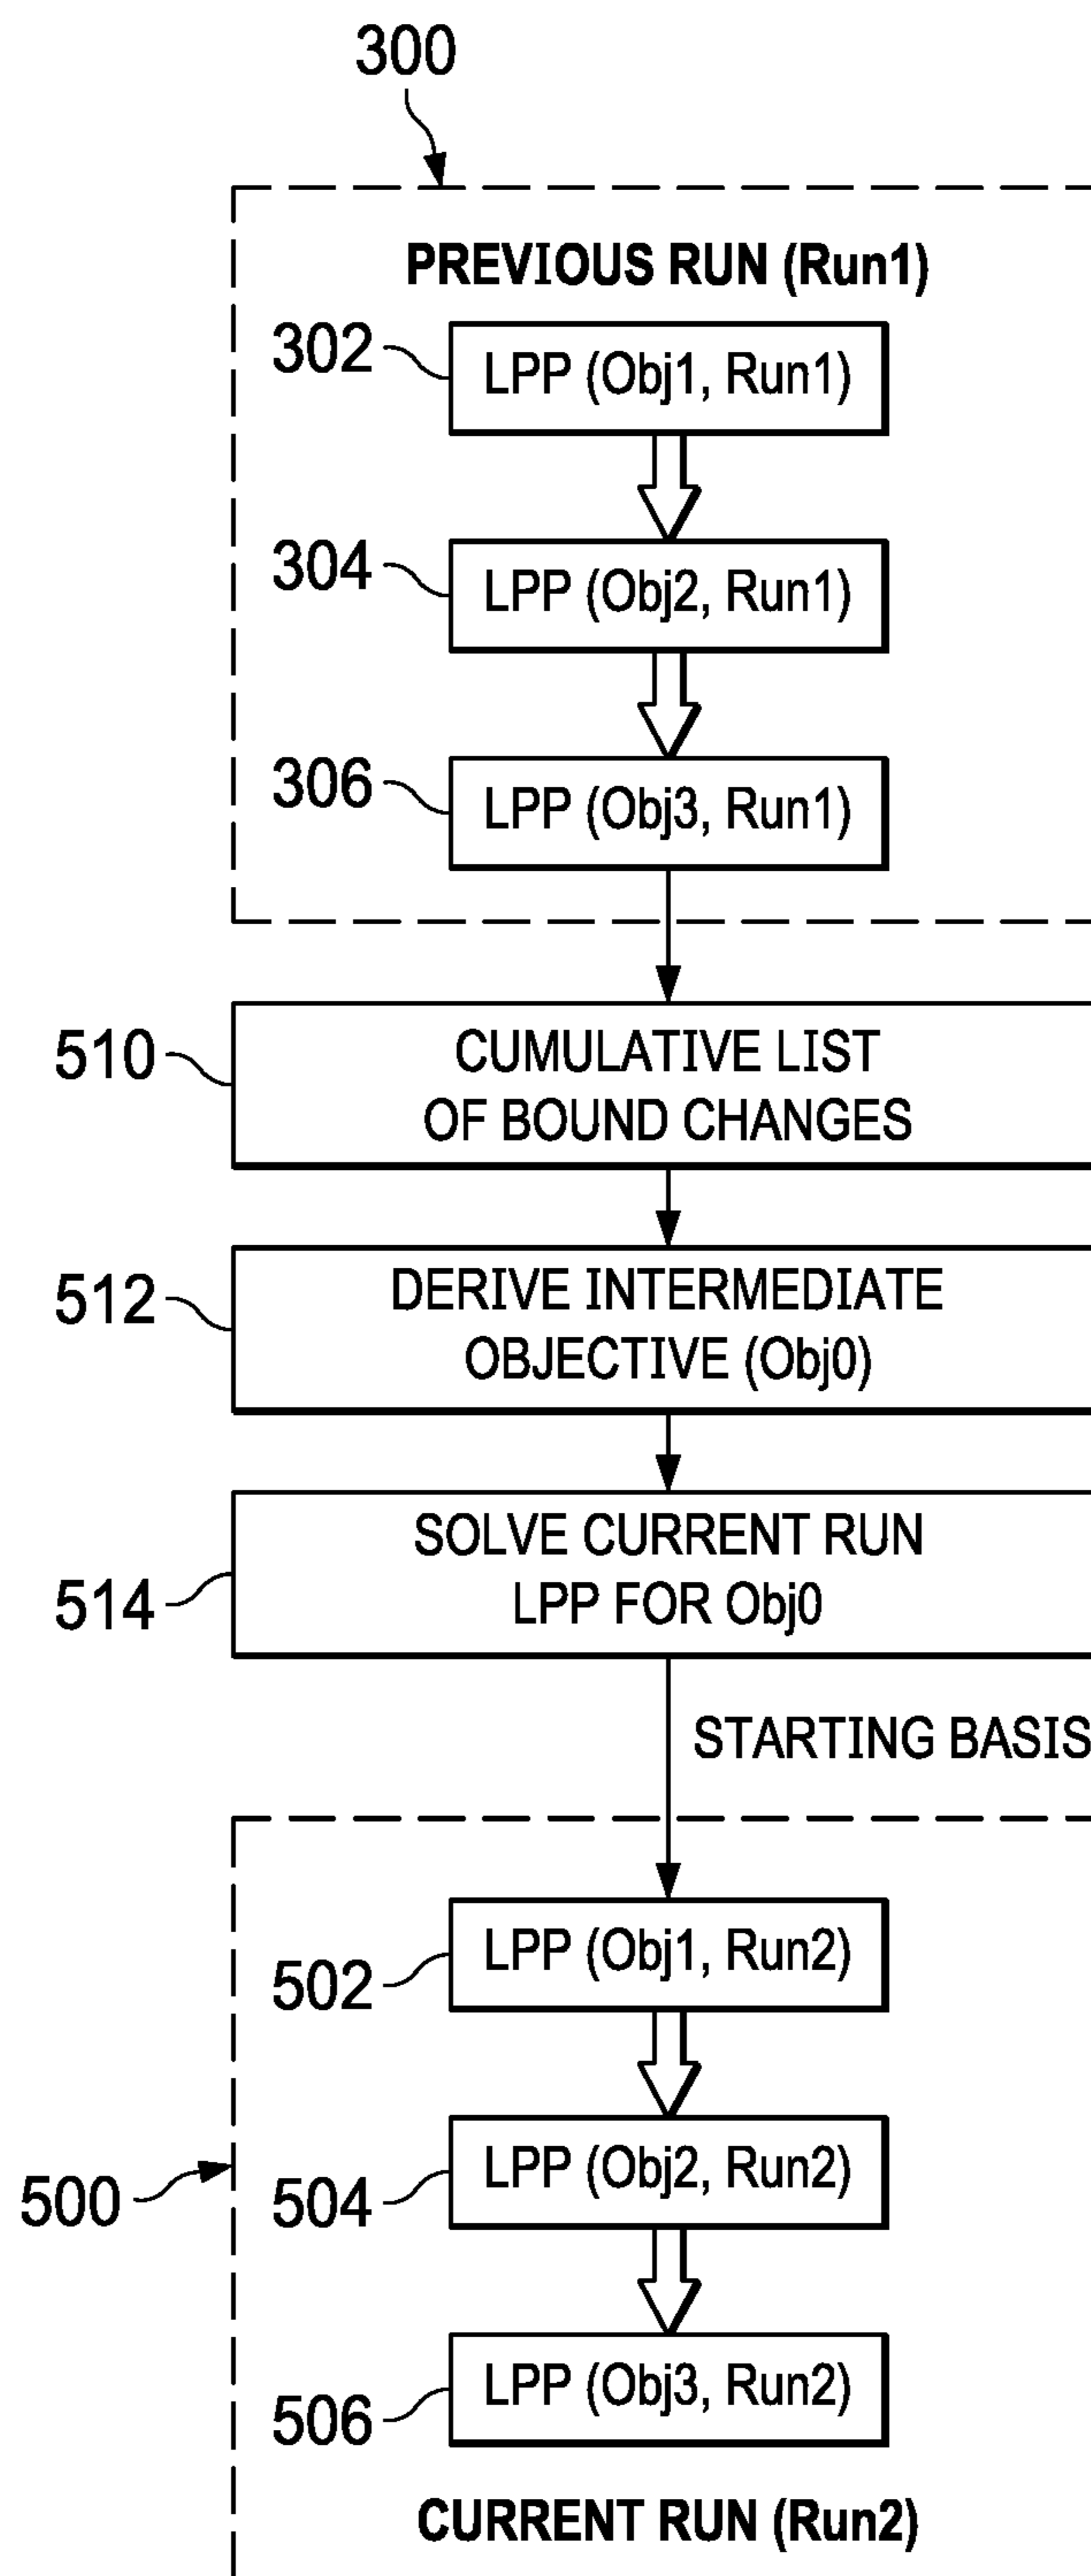 300
PREVIOUS RUN (Run1)
302
LPP (Obj1, Run1)
304
LPP (Obj2, Run1)
306
LPP (Obj3, Run1)
510
CUMULATIVE LIST
OF BOUND CHANGES
512
DERIVE INTERMEDIATE
OBJECTIVE (Obj0)
514
SOLVE CURRENT RUN
LPP FOR Obj0
STARTING BASIS
502
LPP (Obj1, Run2)
500
504
LPP (Obj2, Run2)
506
LPP (Obj3, Run2)
CURRENT RUN (Run2)